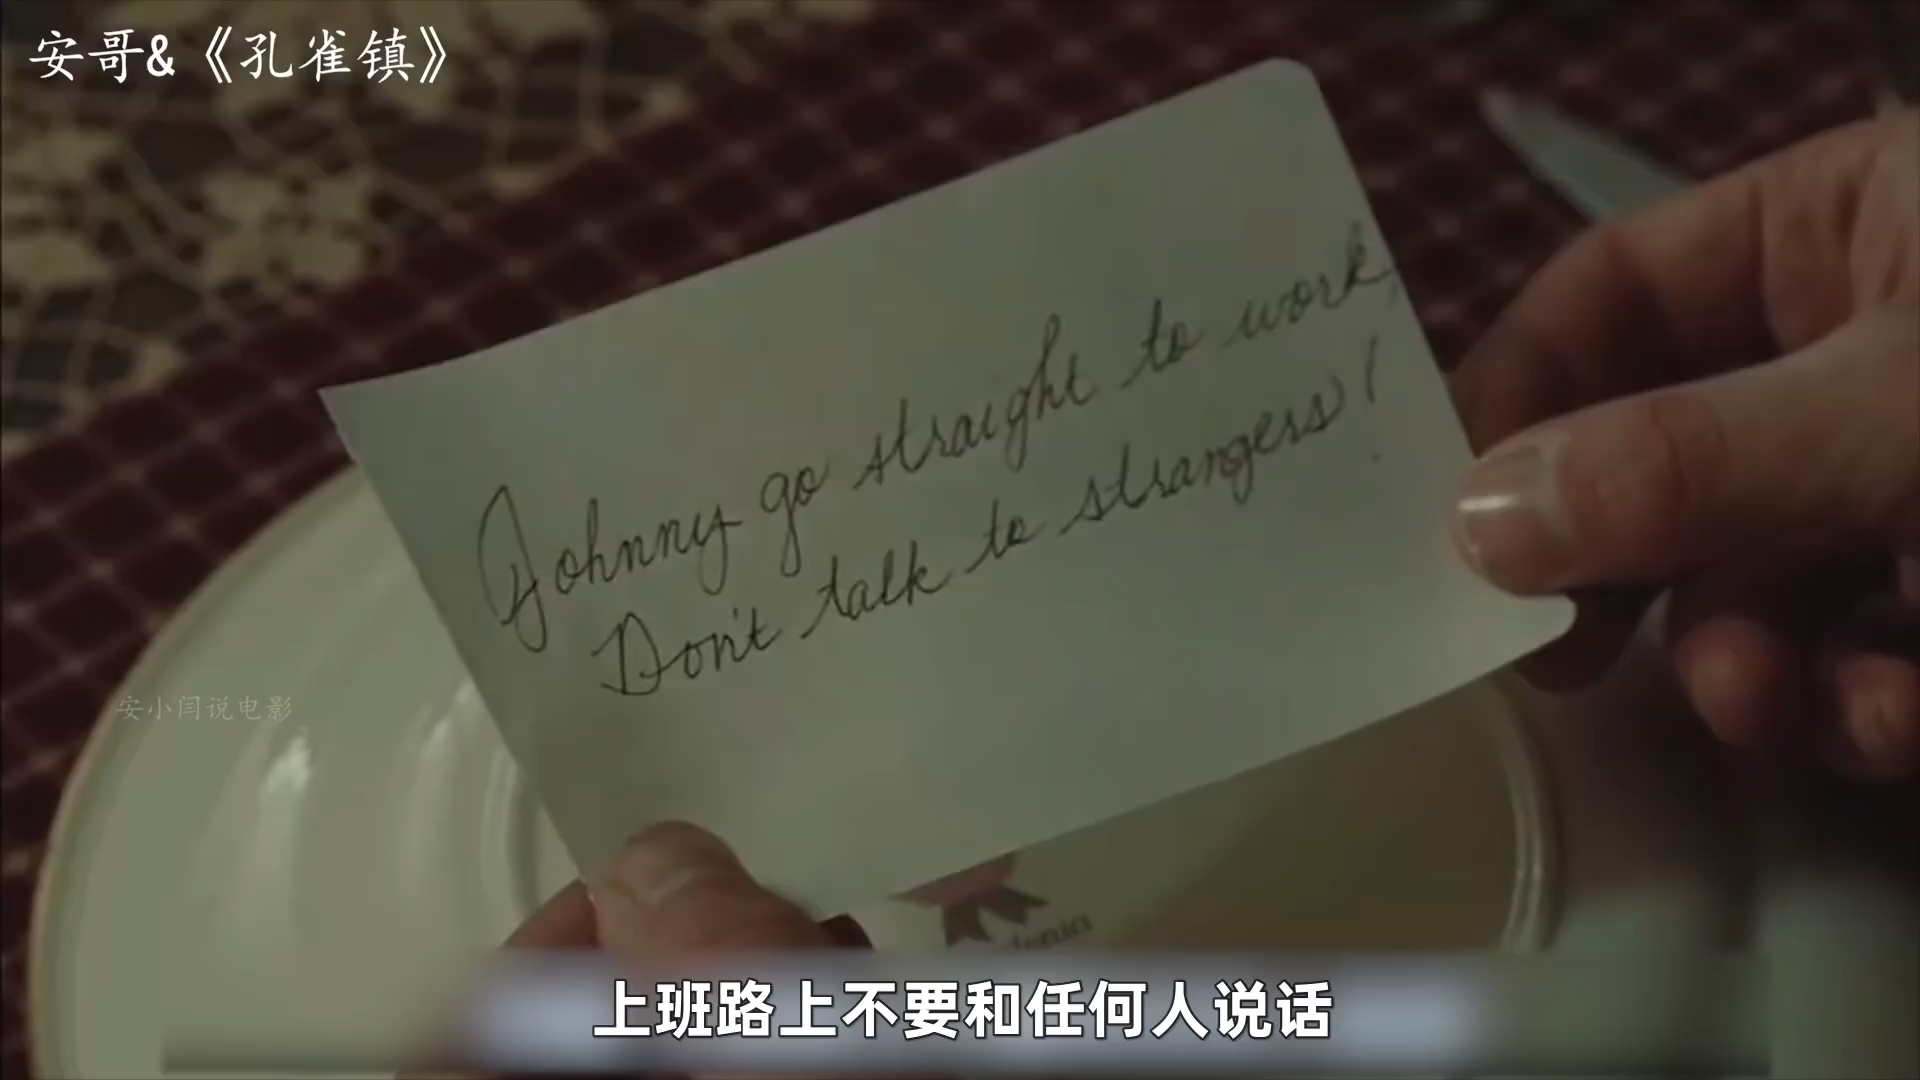 安哥&《孔雀镇》
Johnny go straight to work,
Don't talk to strangers!
安小闫说电影
上班路上不要和任何人说话